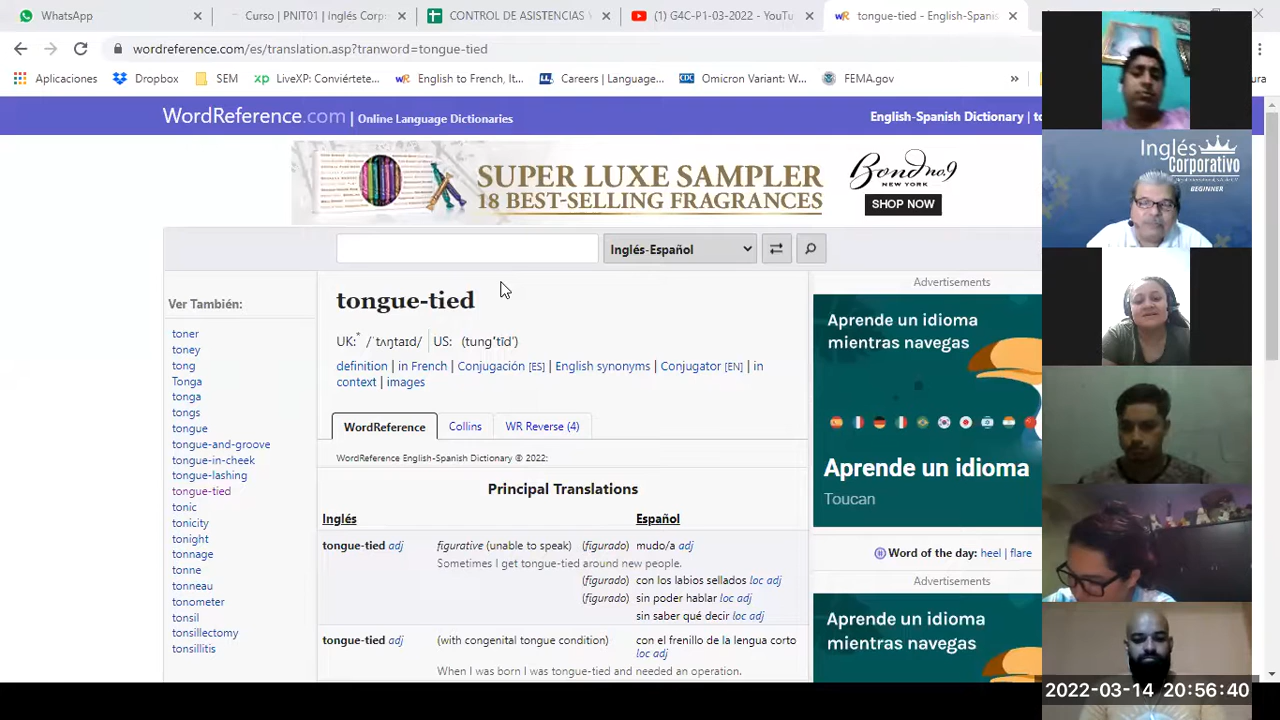 WhatsApp
Curso | PNIT01 | Inglés Corp
CONTROL DE ASISTENCIAS V
(1) G4C-P1-03-2022 - YouTu
tongue-tied - English-Spanis
wordreference.com/es/translation.asp?tranword=tongue-tied
Aplicaciones
Dropbox
SEM
LiveXP: Conviértete...
English to French, It...
Careers | Language...
Omicron Variant: W...
FEMA.gov
»
WordReference.com | Online Language Dictionaries
English-Spanish Dictionary |
SUPER LUXE SAMPLER
18 BEST-SELLING FRAGRANCES
Bond no.9
NEW YORK
SHOP NOW
Inglés-Español
Ver También:
toner
toney
tong
Tonga
tonga
tongs
tongue
tongue-and-groove
tongue-in-cheek
tongue-lashing
tongue-tied
tonic
tonicity
tonight
tonnage
tonne
tonneau
tonometer
tonsil
tonsillectomy
tonsillitis
tongue-tied
UK:* /ˈtʌŋtaɪd/ US: (tung′tīd′)
definition | in French | Conjugación [ES] | English synonyms | Conjugator [EN] | in
context | images
WordReference
Collins
WR Reverse (4)
WordReference English-Spanish Dictionary © 2022:
Principal Translations
Inglés
Español
tongue-tied adj figurative (unable to speak) (figurado) mudo/a adj
Sometimes I get tongue-tied around new people.
(figurado) con los labios sellados loc adj
(figurado) sin poder hablar loc adj
sin saber qué decir loc adj
tongue-tied adj (with congenital tongue condition) con el frenillo de la lengua corto
loc adj
When I was born I was tongue-tied and needed an operation.
Advertisements
Aprende un idioma
mientras navegas
Aprende un idioma
Toucan
Word of the day: heel | flare
Advertisements
Aprende un idioma
mientras navegas
Inglés
Corporativo
BEGINNER
2022-03-14 20:56:40